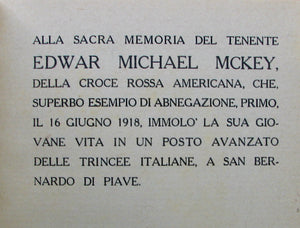 ALLA SACRA MEMORIA DEL TENENTE
EDWAR MICHAEL MCKEY,
DELLA CROCE ROSSA AMERICANA, CHE,
SUPERBO ESEMPIO DI ABNEGAZIONE, PRIMO,
IL 16 GIUGNO 1918, IMMOLO' LA SUA GIO-
VANE VITA IN UN POSTO AVANZATO
DELLE TRINCEE ITALIANE, A SAN BER-
NARDO DI PIAVE.